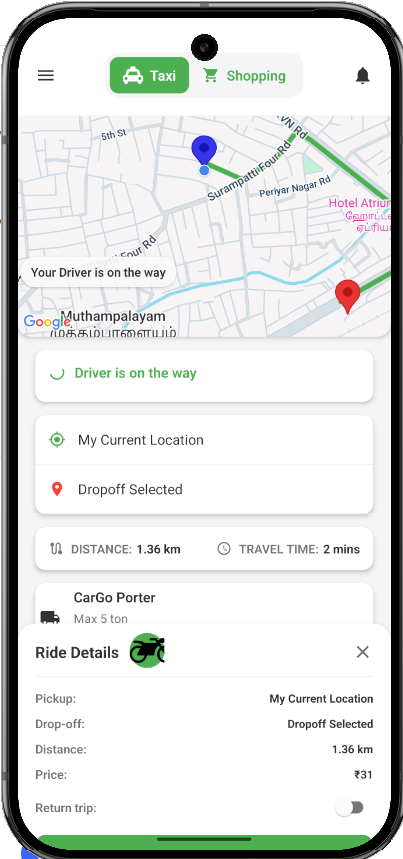 Taxi
Shopping
5th St
VN Rd
Surampatti Four Rd
Periyar Nagar Rd
Hotel Atriu
ஹோட்ட
ஏட்ரிய
Four Rd
Your Driver is on the way
Muthampalayam
முத்தம்பாளையம்
Google
Driver is on the way
My Current Location
Dropoff Selected
DISTANCE: 1.36 km
TRAVEL TIME: 2 mins
CarGo Porter
Max 5 ton
Ride Details
Pickup: My Current Location
Drop-off: Dropoff Selected
Distance: 1.36 km
Price: ₹31
Return trip: